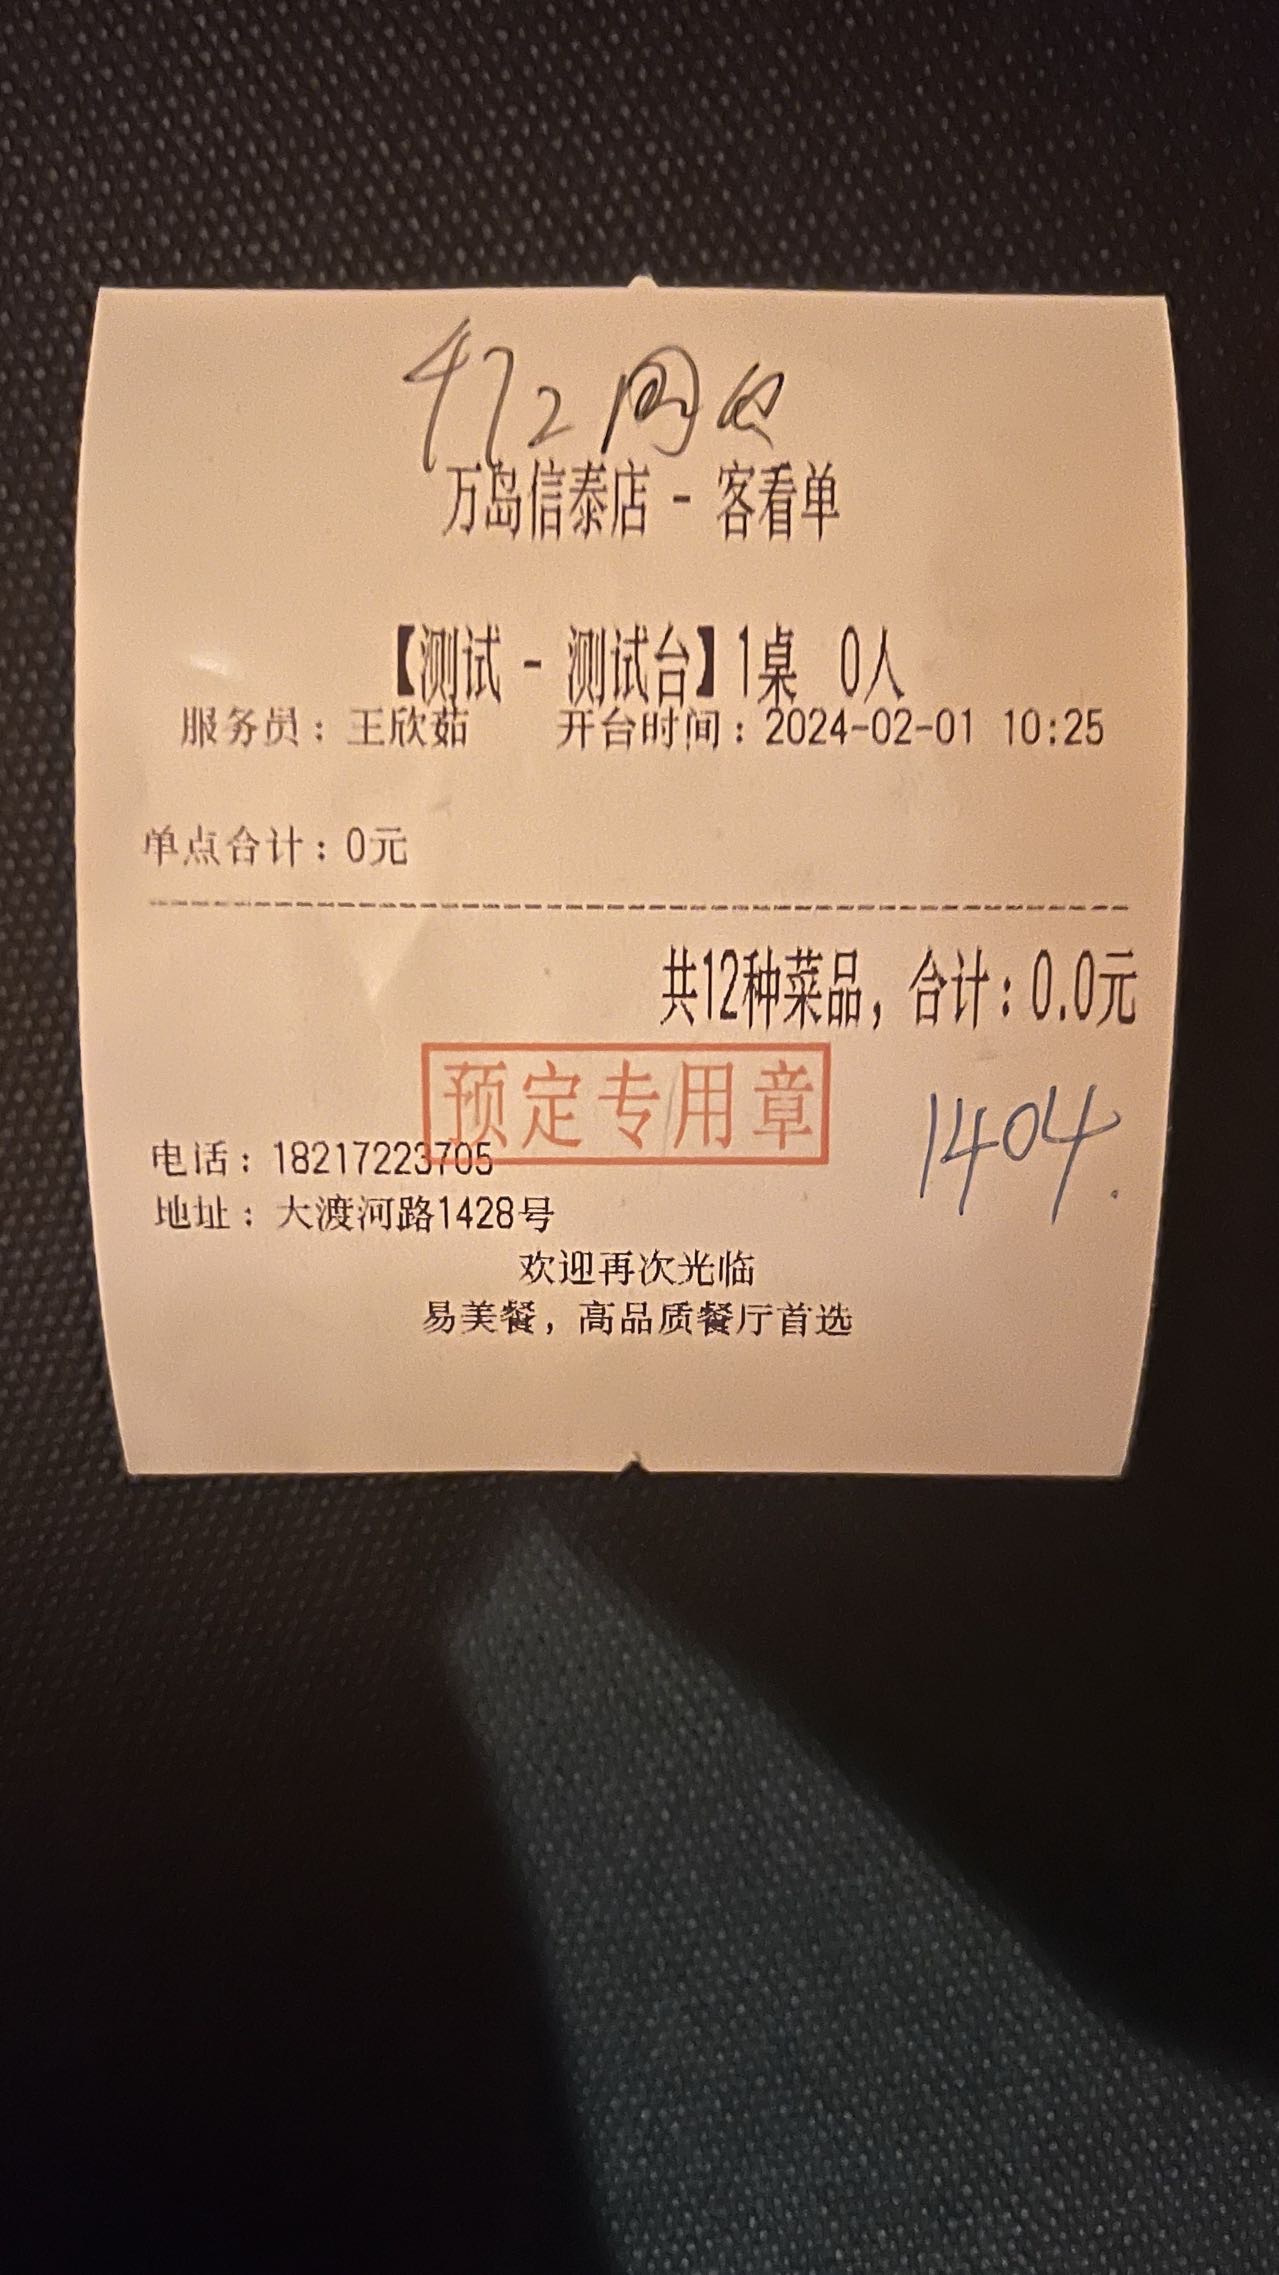 472
万岛信泰店 - 客看单
【测试 - 测试台】1桌 0人
服务员：王欣茹 开台时间：2024-02-01 10:25
单点合计：0元
共12种菜品，合计：0.0元
预定专用章
1404.
电话：18217223705
地址：大渡河路1428号
欢迎再次光临
易美餐，高品质餐厅首选